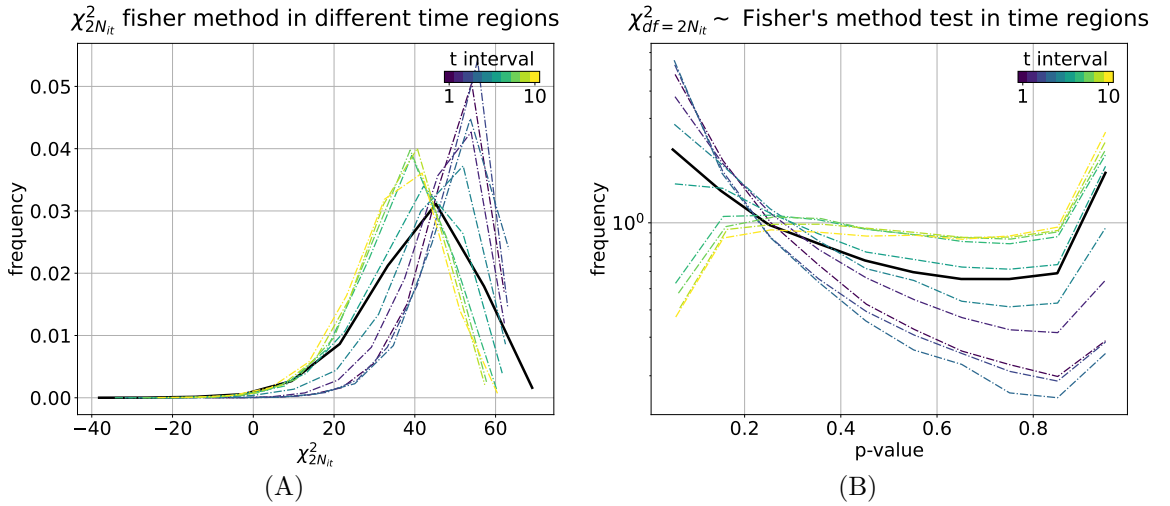 χ²₂Nᵢₜ fisher method in different time regions
t interval
1 10
0.05
0.04
0.03
0.02
0.01
0.00
frequency
−40 −20 0 20 40 60
χ²₂Nᵢₜ
(A)
χ²df=2Nᵢₜ ~ Fisher's method test in time regions
t interval
1 10
10⁰
frequency
0.2 0.4 0.6 0.8
p-value
(B)